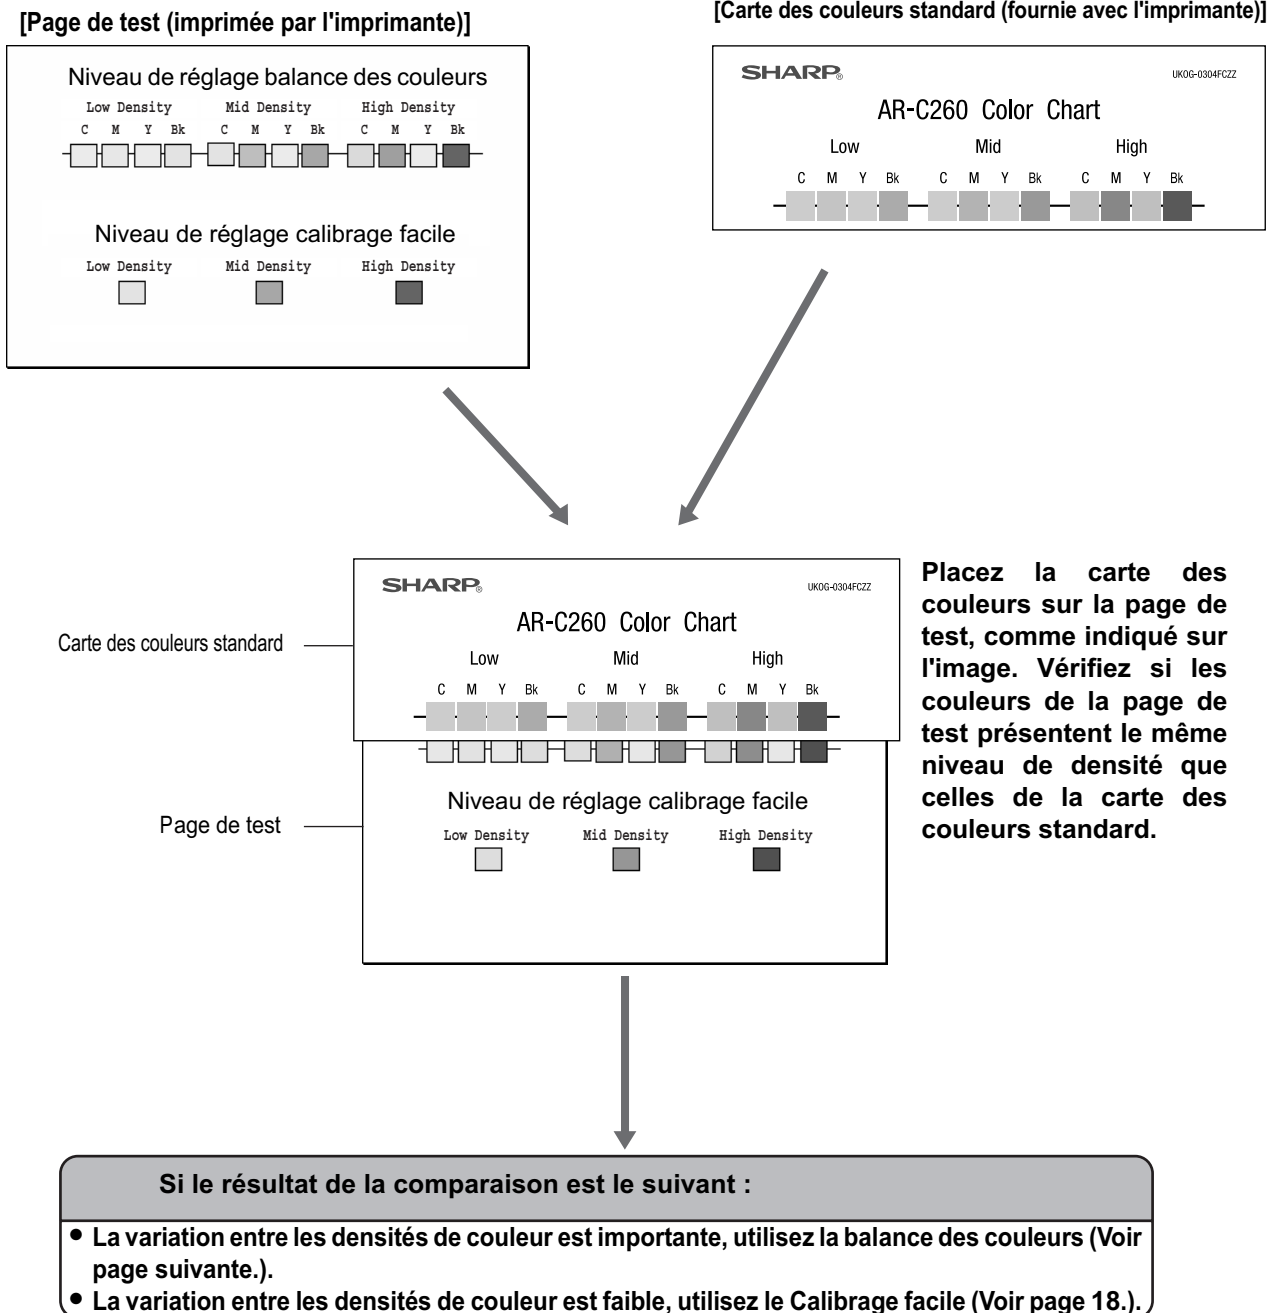 [Page de test (imprimée par l'imprimante)]
Niveau de réglage balance des couleurs
Low Density Mid Density High Density
C M Y Bk C M Y Bk C M Y Bk
Niveau de réglage calibrage facile
Low Density Mid Density High Density
[Carte des couleurs standard (fournie avec l'imprimante)]
SHARP®
UKOG-0304FCZZ
AR-C260 Color Chart
Low Mid High
C M Y Bk C M Y Bk C M Y Bk
Carte des couleurs standard
Page de test
SHARP®
UKOG-0304FCZZ
AR-C260 Color Chart
Low Mid High
C M Y Bk C M Y Bk C M Y Bk
Niveau de réglage calibrage facile
Low Density Mid Density High Density
Placez la carte des
couleurs sur la page de
test, comme indiqué sur
l'image. Vérifiez si les
couleurs de la page de
test présentent le même
niveau de densité que
celles de la carte des
couleurs standard.
Si le résultat de la comparaison est le suivant :
• La variation entre les densités de couleur est importante, utilisez la balance des couleurs (Voir
page suivante.).
• La variation entre les densités de couleur est faible, utilisez le Calibrage facile (Voir page 18.).